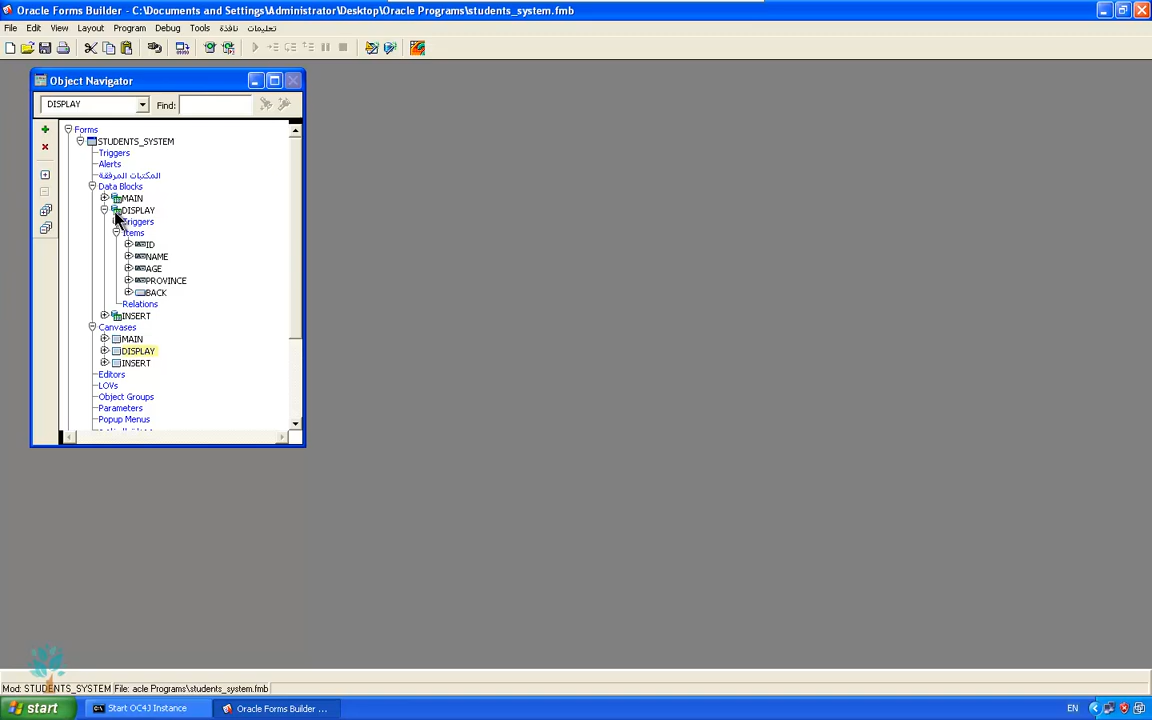 Oracle Forms Builder - C:\Documents and Settings\Administrator\Desktop\Oracle Programs\students_system.fmb
File Edit View Layout Program Debug Tools نافذة تعليمات
Object Navigator
DISPLAY Find:
Forms
STUDENTS_SYSTEM
Triggers
Alerts
المكتبات المرفقة
Data Blocks
MAIN
DISPLAY
Triggers
Items
ID
NAME
AGE
PROVINCE
BACK
Relations
INSERT
Canvases
MAIN
DISPLAY
INSERT
Editors
LOVs
Object Groups
Parameters
Popup Menus
Mod: STUDENTS_SYSTEM File: acle Programs\students_system.fmb
start Start OC4J Instance Oracle Forms Builder ... EN